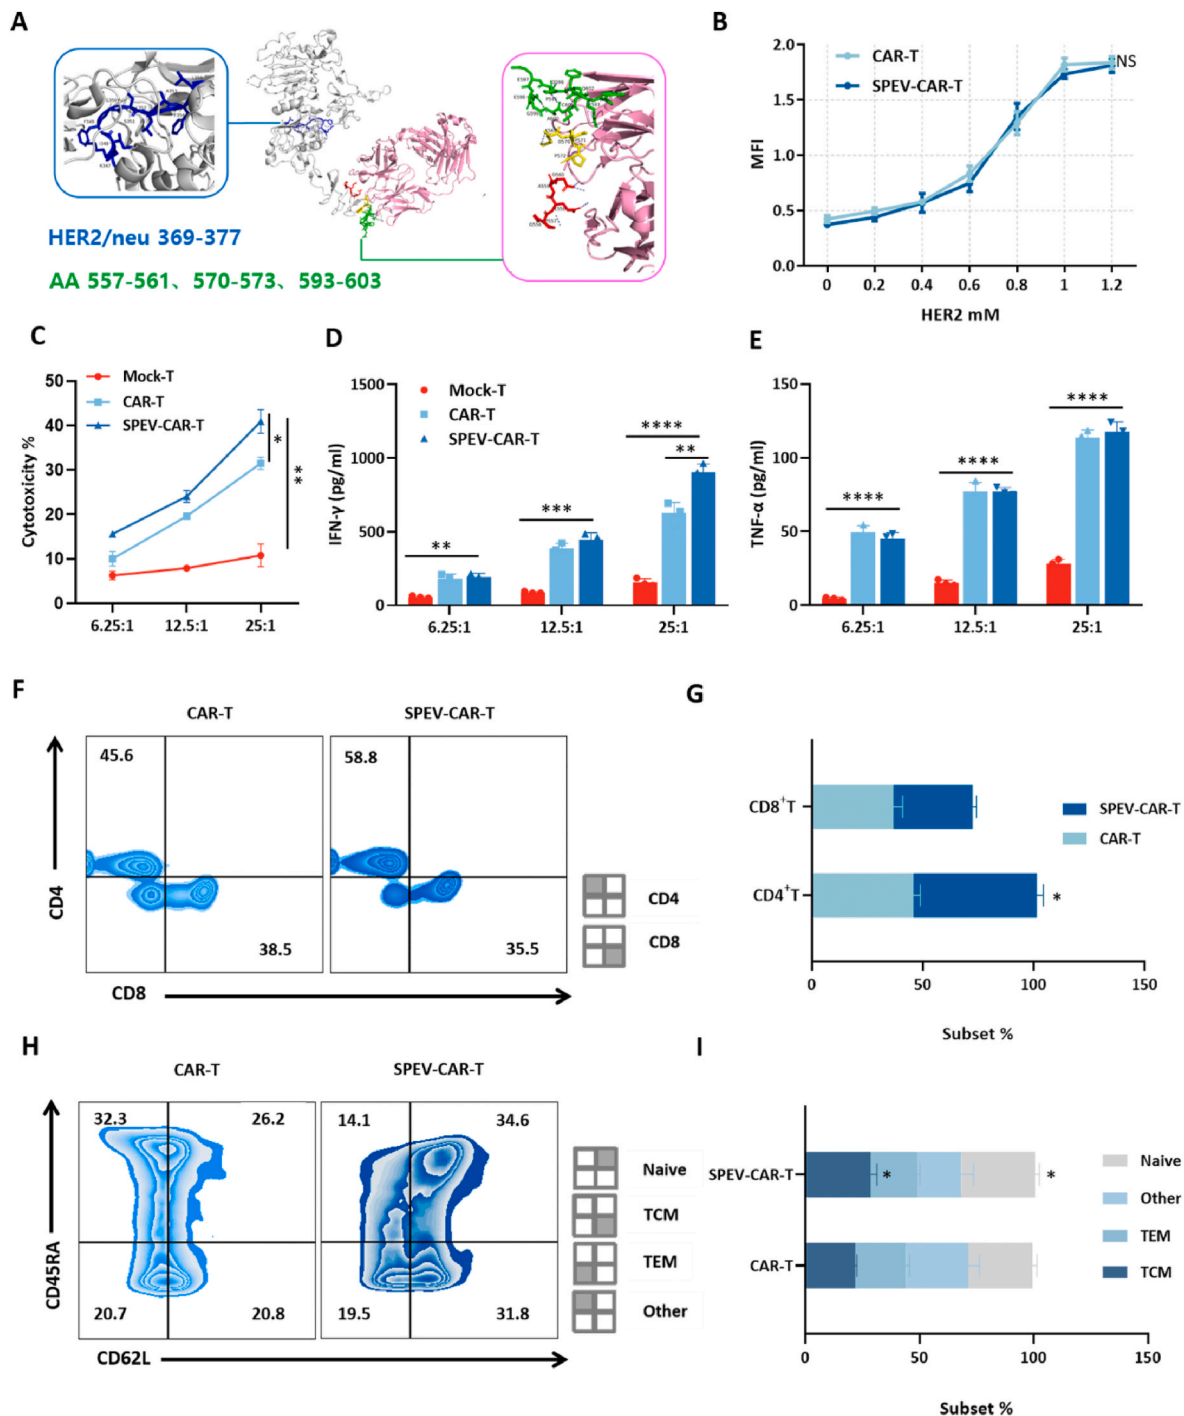 A
HER2/neu 369-377
AA 557-561、570-573、593-603
B
CAR-T
SPEV-CAR-T
NS
MFI
2.0
1.5
1.0
0.5
0.0
0 0.2 0.4 0.6 0.8 1 1.2
HER2 mM
C
Mock-T
CAR-T
SPEV-CAR-T
Cytotoxicity %
50
40
30
20
10
0
*
**
6.25:1 12.5:1 25:1
D
Mock-T
CAR-T
SPEV-CAR-T
IFN-γ (pg/ml)
1500
1000
500
0
**
***
****
**
6.25:1 12.5:1 25:1
E
TNF-α (pg/ml)
150
100
50
0
****
****
****
6.25:1 12.5:1 25:1
F
CAR-T SPEV-CAR-T
45.6 58.8
38.5 35.5
CD4
CD8
CD4
CD8
G
CD8+T
CD4+T
*
SPEV-CAR-T
CAR-T
0 50 100 150
Subset %
H
CAR-T SPEV-CAR-T
32.3 26.2 14.1 34.6
20.7 20.8 19.5 31.8
CD45RA
CD62L
Naive
TCM
TEM
Other
I
SPEV-CAR-T
* *
CAR-T
Naive
Other
TEM
TCM
0 50 100 150
Subset %